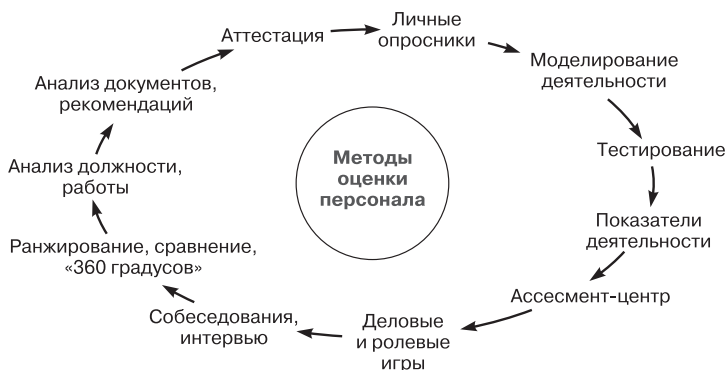 Аттестация
Личные
опросники
Моделирование
деятельности
Тестирование
Показатели
деятельности
Ассесмент-центр
Деловые
и ролевые
игры
Собеседования,
интервью
Ранжирование, сравнение,
«360 градусов»
Анализ должности,
работы
Анализ документов,
рекомендаций
Методы
оценки
персонала